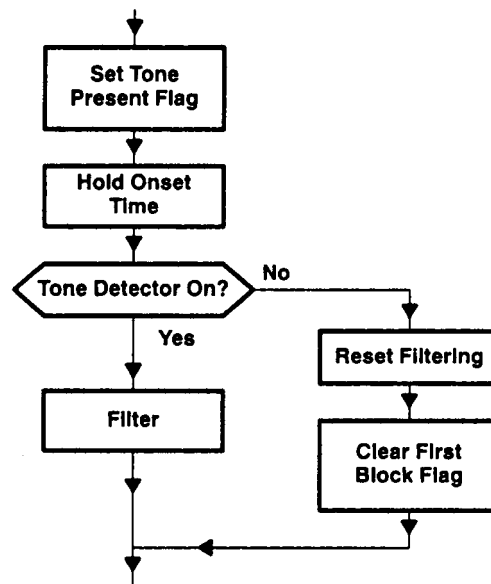 Set Tone
Present Flag
Hold Onset
Time
Tone Detector On?
No
Yes
Reset Filtering
Filter
Clear First
Block Flag